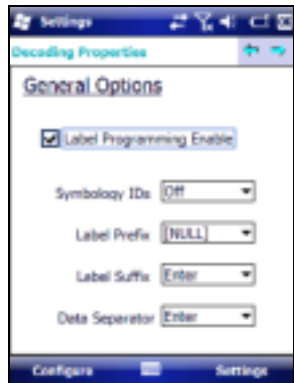 Settings
Decoding Properties
General Options
Label Programming Enable
Symbology IDs Off
Label Prefix [NULL]
Label Suffix Enter
Data Separator Enter
Configure Settings